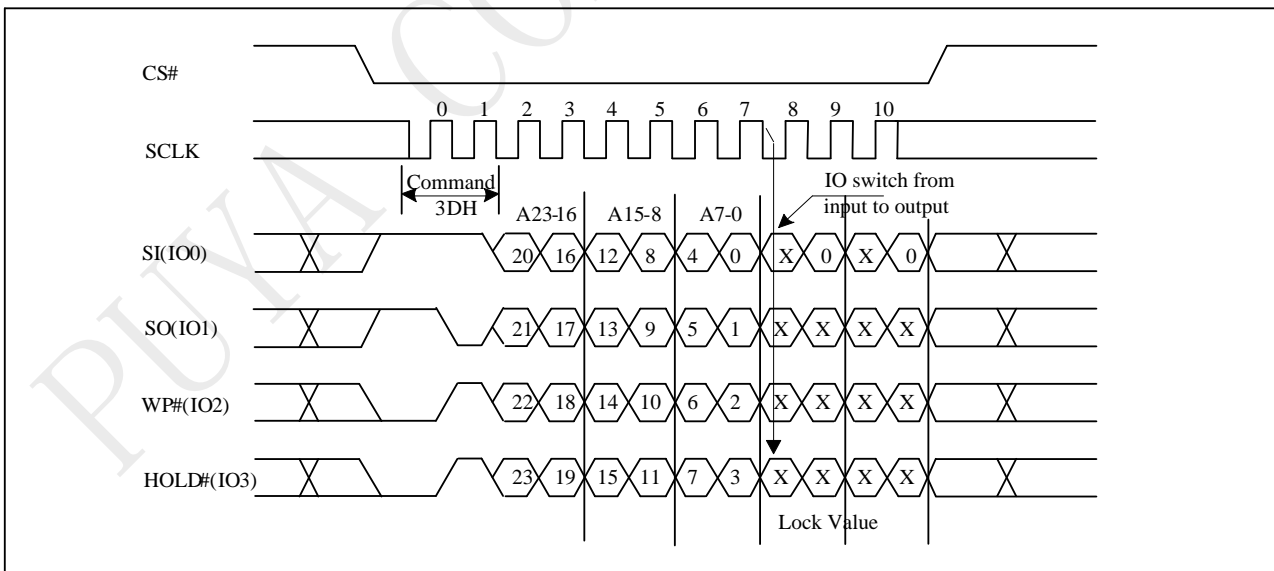 PUYA CO
CS#
0 1 2 3 4 5 6 7 8 9 10
SCLK
Command
3DH
IO switch from
input to output
A23-16 A15-8 A7-0
SI(IO0) 20 16 12 8 4 0 X 0 X 0
SO(IO1) 21 17 13 9 5 1 X X X X
WP#(IO2) 22 18 14 10 6 2 X X X X
HOLD#(IO3) 23 19 15 11 7 3 X X X X
Lock Value